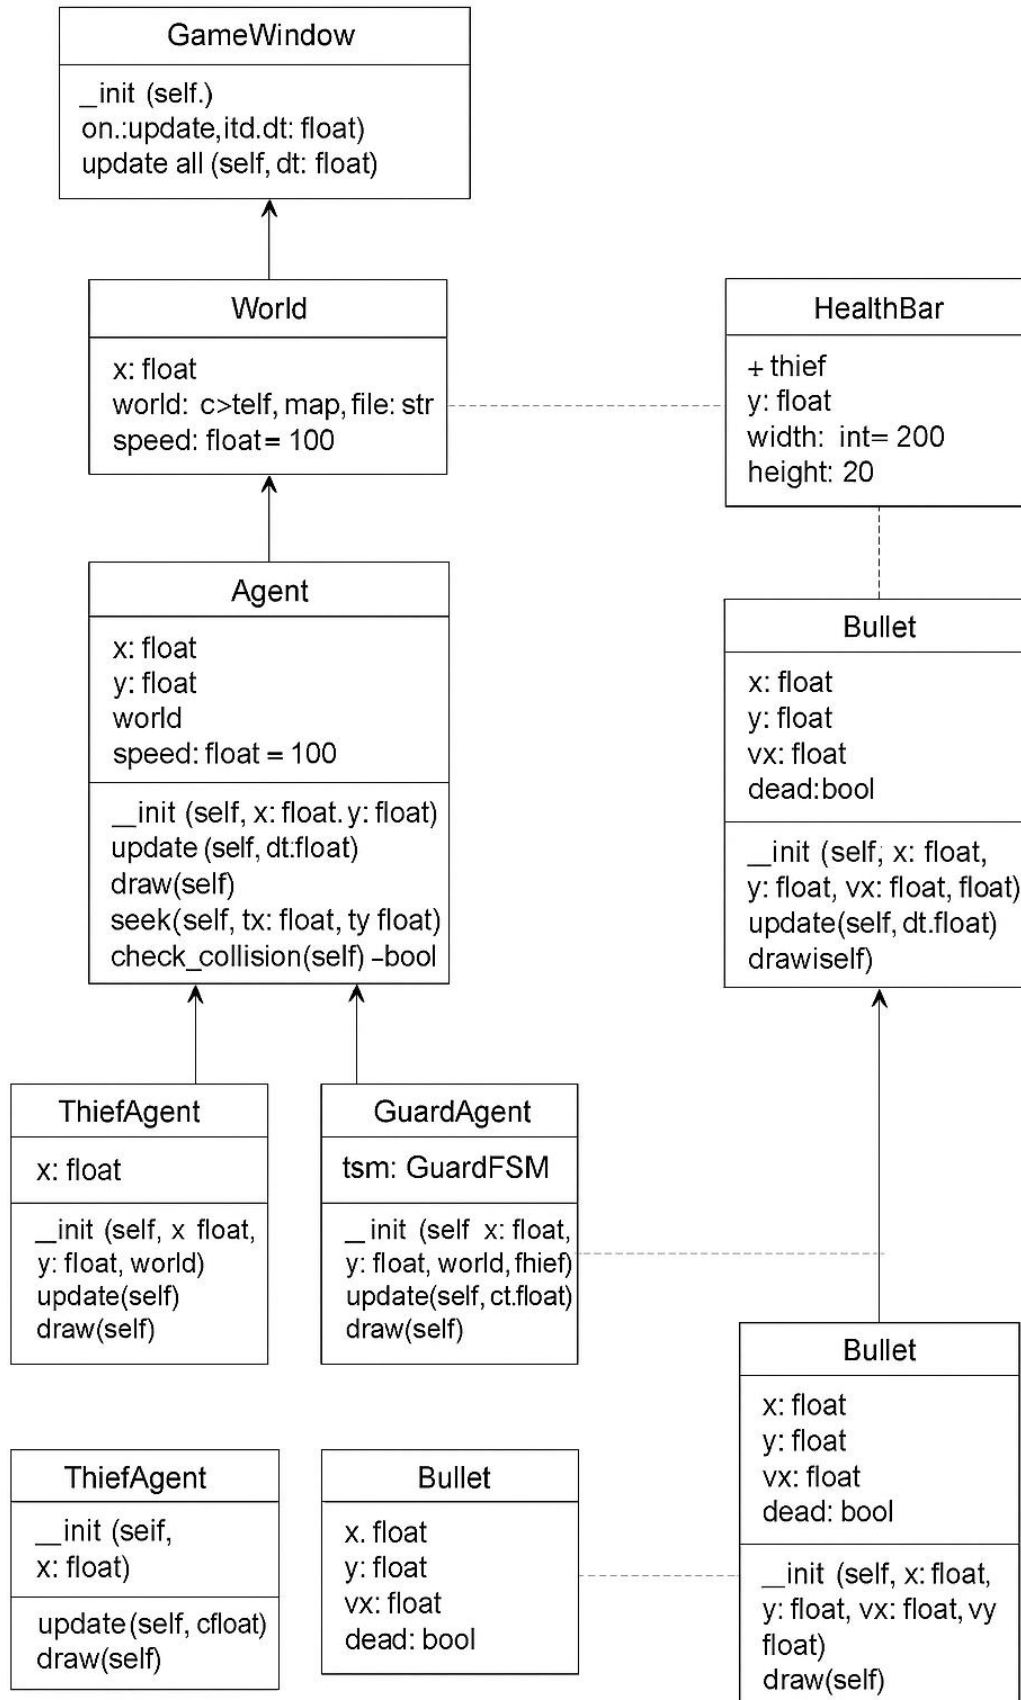 GameWindow
_init (self.)
on.:update,itd.dt: float)
update all (self, dt: float)
World
x: float
world: c>telf, map, file: str
speed: float= 100
HealthBar
+ thief
y: float
width: int= 200
height: 20
Agent
x: float
y: float
world
speed: float = 100
__init (self, x: float. y: float)
update (self, dt:float)
draw(self)
seek(self, tx: float, ty float)
check_collision(self) -bool
Bullet
x: float
y: float
vx: float
dead:bool
__init (self; x: float,
y: float, vx: float, float)
update(self, dt.float)
drawiself)
ThiefAgent
x: float
__init (self, x float,
y: float, world)
update(self)
draw(self)
GuardAgent
tsm: GuardFSM
__init (self x: float,
y: float, world, fhief)
update(self, ct.float)
draw(self)
Bullet
x: float
y: float
vx: float
dead: bool
__init (self, x: float,
y: float, vx: float, vy
float)
draw(self)
ThiefAgent
__init (seif,
x: float)
update(self, cfloat)
draw(self)
Bullet
x. float
y: float
vx: float
dead: bool